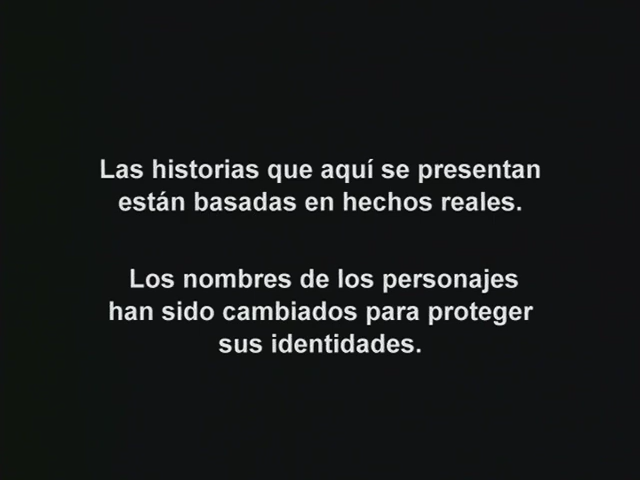 Las historias que aquí se presentan
están basadas en hechos reales.
Los nombres de los personajes
han sido cambiados para proteger
sus identidades.